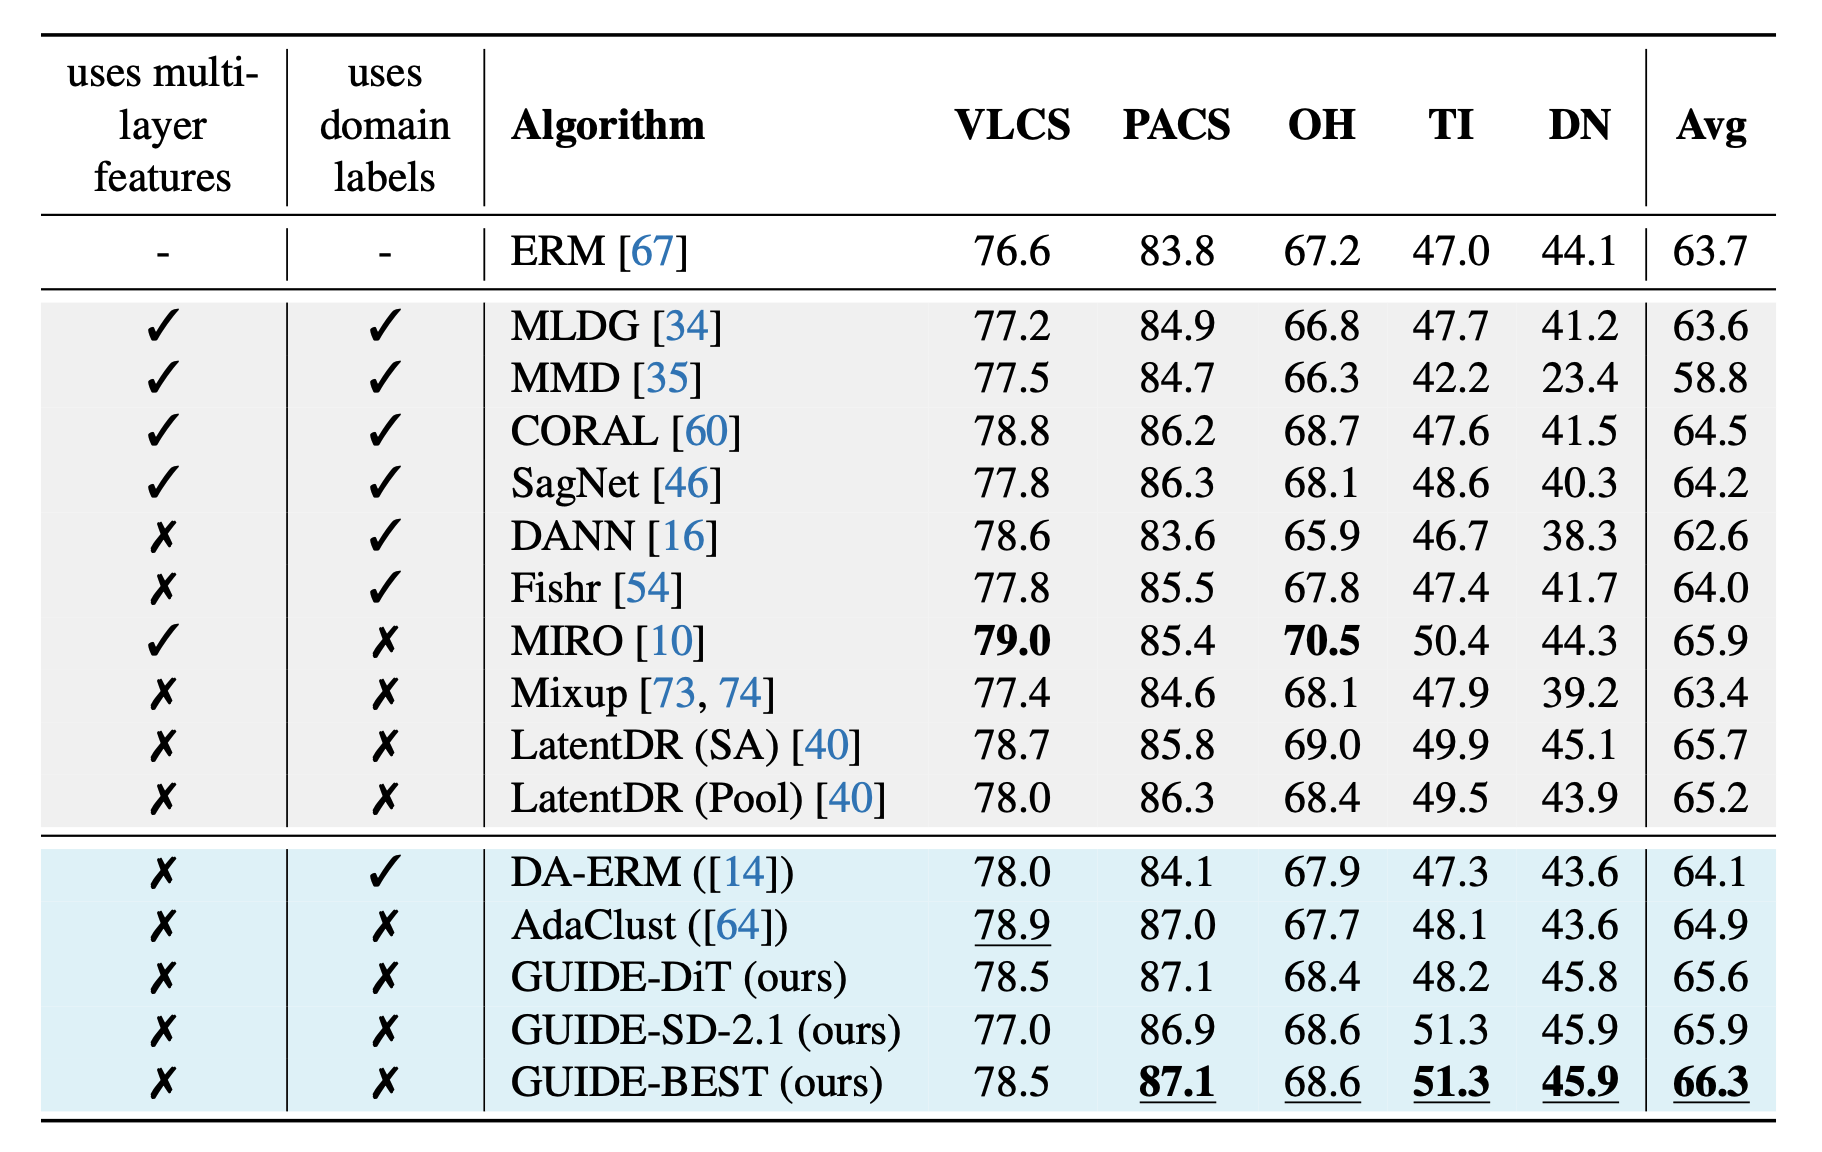 uses multi-layer features | uses domain labels | Algorithm | VLCS | PACS | OH | TI | DN | Avg
- | - | ERM [67] | 76.6 | 83.8 | 67.2 | 47.0 | 44.1 | 63.7
✓ | ✓ | MLDG [34] | 77.2 | 84.9 | 66.8 | 47.7 | 41.2 | 63.6
✓ | ✓ | MMD [35] | 77.5 | 84.7 | 66.3 | 42.2 | 23.4 | 58.8
✓ | ✓ | CORAL [60] | 78.8 | 86.2 | 68.7 | 47.6 | 41.5 | 64.5
✓ | ✓ | SagNet [46] | 77.8 | 86.3 | 68.1 | 48.6 | 40.3 | 64.2
✗ | ✓ | DANN [16] | 78.6 | 83.6 | 65.9 | 46.7 | 38.3 | 62.6
✗ | ✓ | Fishr [54] | 77.8 | 85.5 | 67.8 | 47.4 | 41.7 | 64.0
✓ | ✗ | MIRO [10] | 79.0 | 85.4 | 70.5 | 50.4 | 44.3 | 65.9
✗ | ✗ | Mixup [73, 74] | 77.4 | 84.6 | 68.1 | 47.9 | 39.2 | 63.4
✗ | ✗ | LatentDR (SA) [40] | 78.7 | 85.8 | 69.0 | 49.9 | 45.1 | 65.7
✗ | ✗ | LatentDR (Pool) [40] | 78.0 | 86.3 | 68.4 | 49.5 | 43.9 | 65.2
✗ | ✓ | DA-ERM ([14]) | 78.0 | 84.1 | 67.9 | 47.3 | 43.6 | 64.1
✗ | ✗ | AdaClust ([64]) | 78.9 | 87.0 | 67.7 | 48.1 | 43.6 | 64.9
✗ | ✗ | GUIDE-DiT (ours) | 78.5 | 87.1 | 68.4 | 48.2 | 45.8 | 65.6
✗ | ✗ | GUIDE-SD-2.1 (ours) | 77.0 | 86.9 | 68.6 | 51.3 | 45.9 | 65.9
✗ | ✗ | GUIDE-BEST (ours) | 78.5 | 87.1 | 68.6 | 51.3 | 45.9 | 66.3